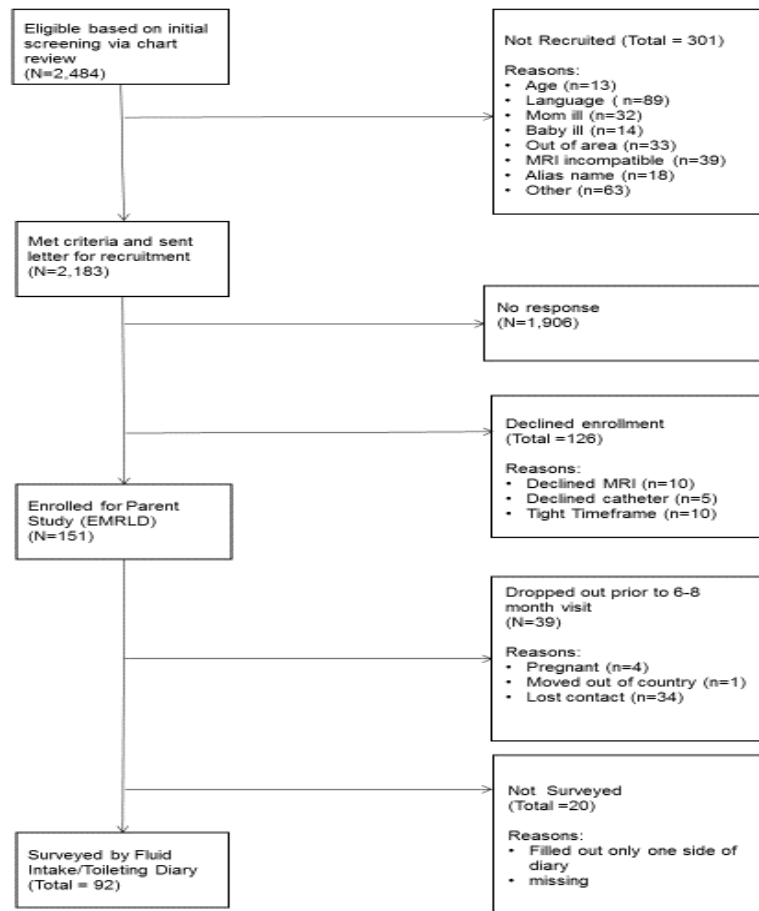 Eligible based on initial
screening via chart
review
(N=2,484)
Not Recruited (Total = 301)
Reasons:
• Age (n=13)
• Language ( n=89)
• Mom ill (n=32)
• Baby ill (n=14)
• Out of area (n=33)
• MRI incompatible (n=39)
• Alias name (n=18)
• Other (n=63)
Met criteria and sent
letter for recruitment
(N=2,183)
No response
(N=1,906)
Declined enrollment
(Total =126)
Reasons:
• Declined MRI (n=10)
• Declined catheter (n=5)
• Tight Timeframe (n=10)
Enrolled for Parent
Study (EMRLD)
(N=151)
Dropped out prior to 6-8
month visit
(N=39)
Reasons:
• Pregnant (n=4)
• Moved out of country (n=1)
• Lost contact (n=34)
Not Surveyed
(Total =20)
Reasons:
• Filled out only one side of
diary
• missing
Surveyed by Fluid
Intake/Toileting Diary
(Total = 92)